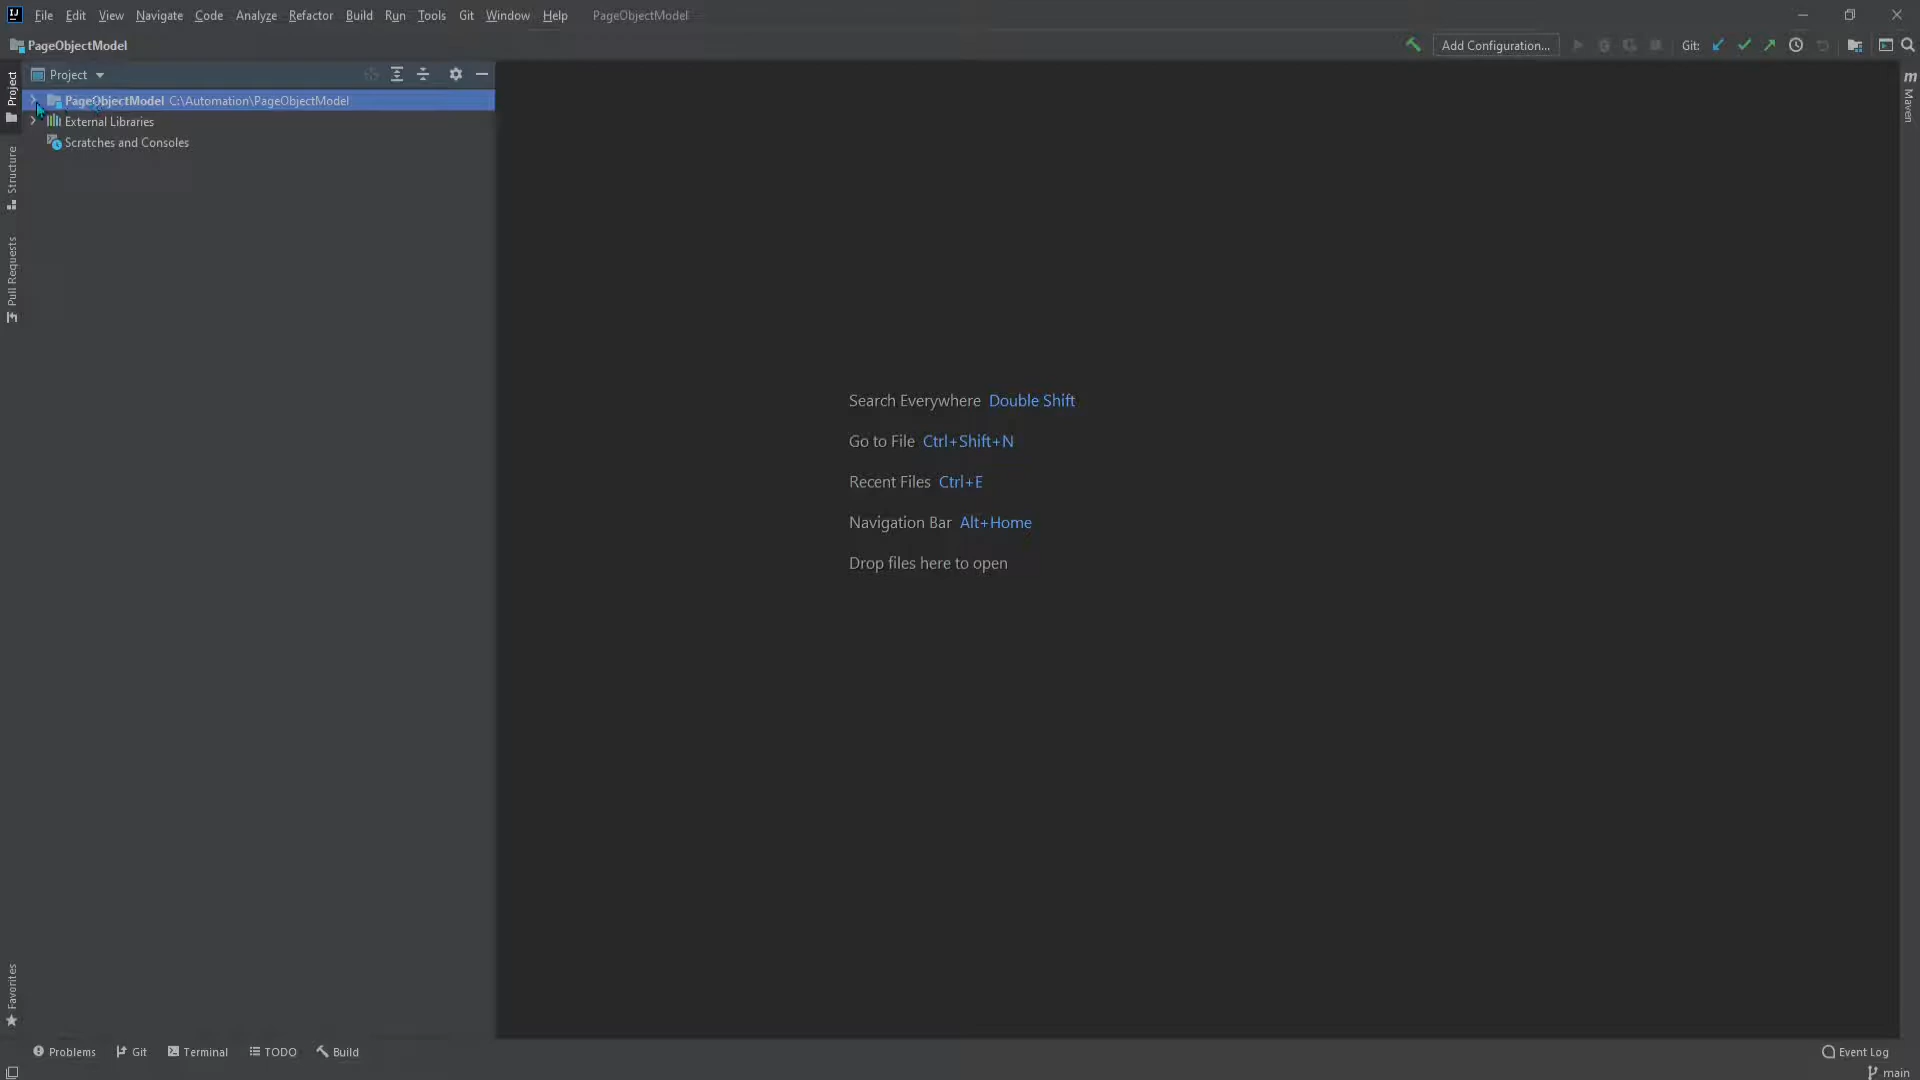 IJ File Edit View Navigate Code Analyze Refactor Build Run Tools Git Window Help PageObjectModel
PageObjectModel Add Configuration... Git:
Project
PageObjectModel C:\Automation\PageObjectModel
External Libraries
Scratches and Consoles
Project
Structure
Pull Requests
Favorites
Search Everywhere Double Shift
Go to File Ctrl+Shift+N
Recent Files Ctrl+E
Navigation Bar Alt+Home
Drop files here to open
m
Maven
Problems Git Terminal TODO Build Event Log
main